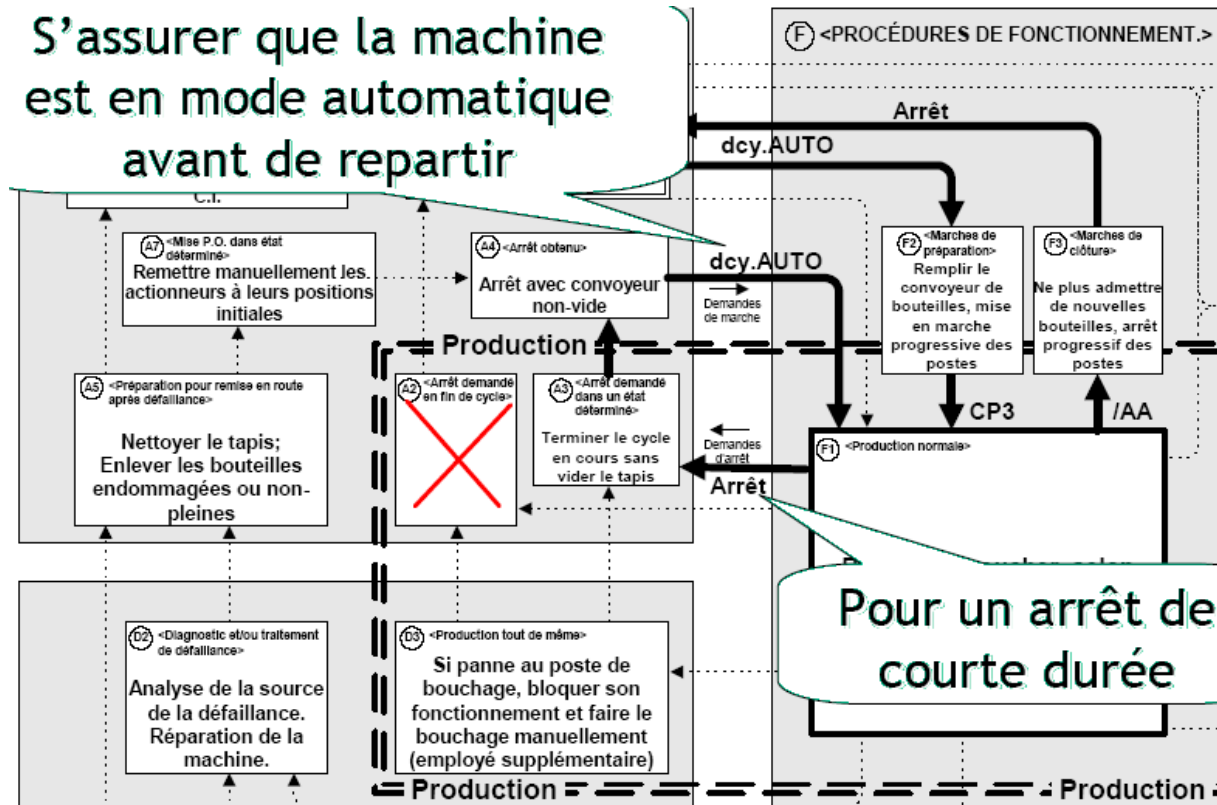 S'assurer que la machine
est en mode automatique
avant de repartir
F <PROCÉDURES DE FONCTIONNEMENT.>
Arrêt
dcy.AUTO
C.I.
A7 <Mise P.O. dans état
déterminé>
Remettre manuellement les
actionneurs à leurs positions
initiales
A4 <Arrêt obtenu>
Arrêt avec convoyeur
non-vide
dcy.AUTO
Demandes
de marche
F2 <Marches de
préparation>
Remplir le
convoyeur de
bouteilles, mise
en marche
progressive des
postes
F3 <Marches de
clôture>
Ne plus admettre
de nouvelles
bouteilles, arrêt
progressif des
postes
Production
A5 <Préparation pour remise en route
après défaillance>
Nettoyer le tapis;
Enlever les bouteilles
endommagées ou non-
pleines
A2 <Arrêt demandé
en fin de cycle>
A3 <Arrêt demandé
dans un état
déterminé>
Terminer le cycle
en cours sans
vider le tapis
Demandes
d'arrêt
Arrêt
CP3
/AA
F1 <Production normale>
Pour un arrêt de
courte durée
D2 <Diagnostic et/ou traitement
de défaillance>
Analyse de la source
de la défaillance.
Réparation de la
machine.
D3 <Production tout de même>
Si panne au poste de
bouchage, bloquer son
fonctionnement et faire le
bouchage manuellement
(employé supplémentaire)
Production
Production